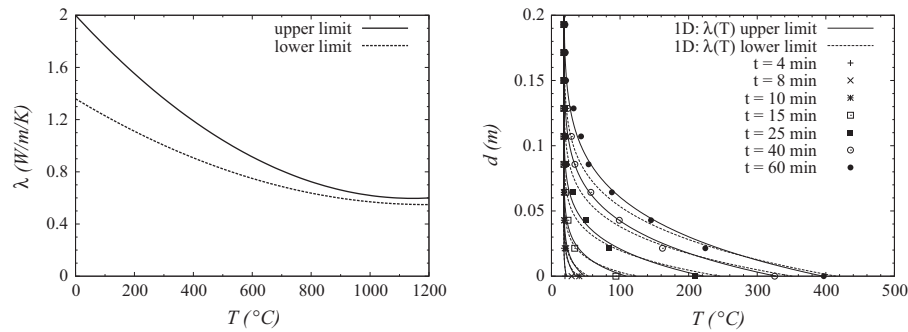 2
1.6
1.2
0.8
0.4
0
0 200 400 600 800 1000 1200
λ (W/m/K)
T (°C)
upper limit
lower limit
0.2
0.15
0.1
0.05
0
0 100 200 300 400 500
d (m)
T (°C)
1D: λ(T) upper limit
1D: λ(T) lower limit
t = 4 min
t = 8 min
t = 10 min
t = 15 min
t = 25 min
t = 40 min
t = 60 min